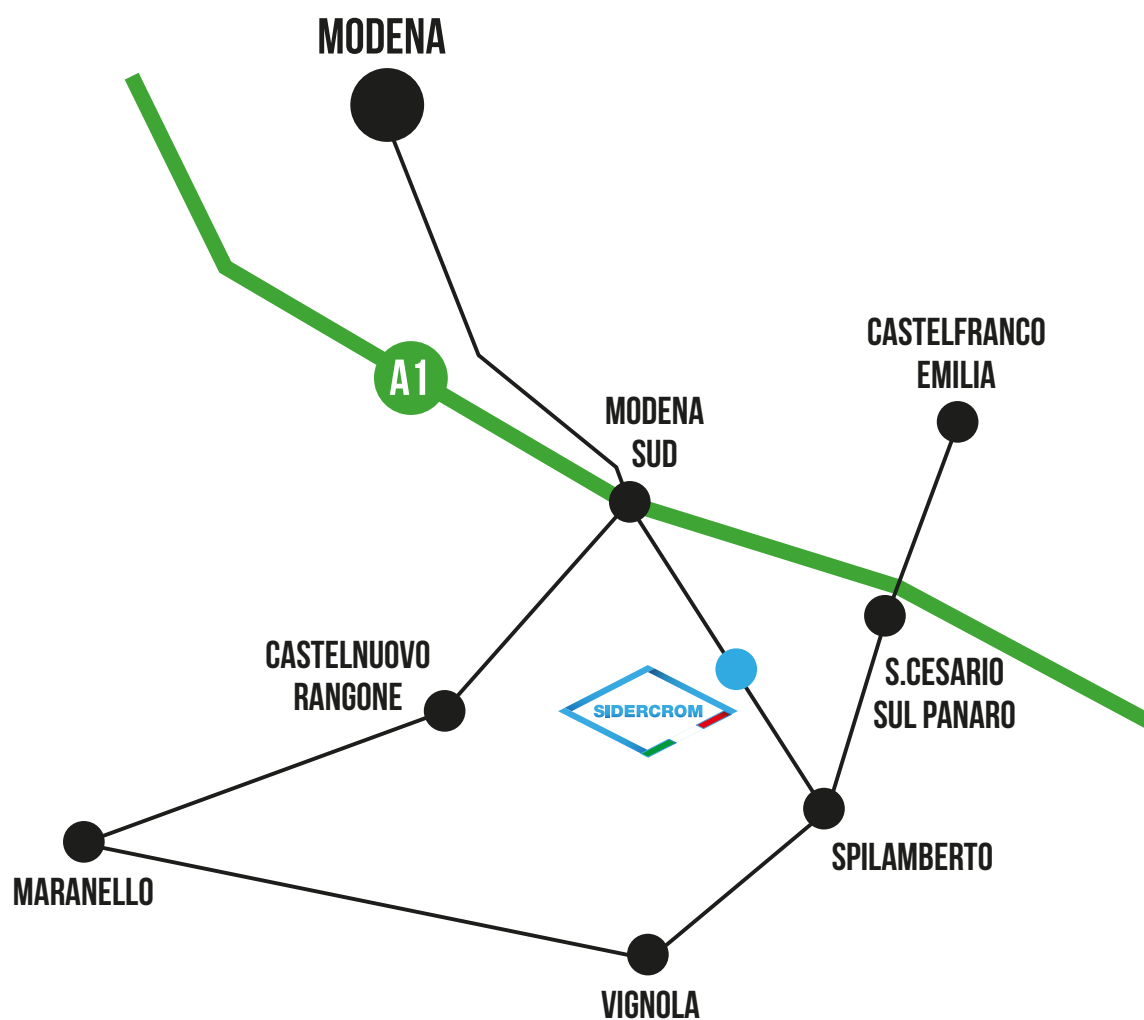 MODENA
CASTELFRANCO
EMILIA
A1
MODENA
SUD
CASTELNUOVO
RANGONE
SIDERCROM
S.CESARIO
SUL PANARO
SPILAMBERTO
MARANELLO
VIGNOLA